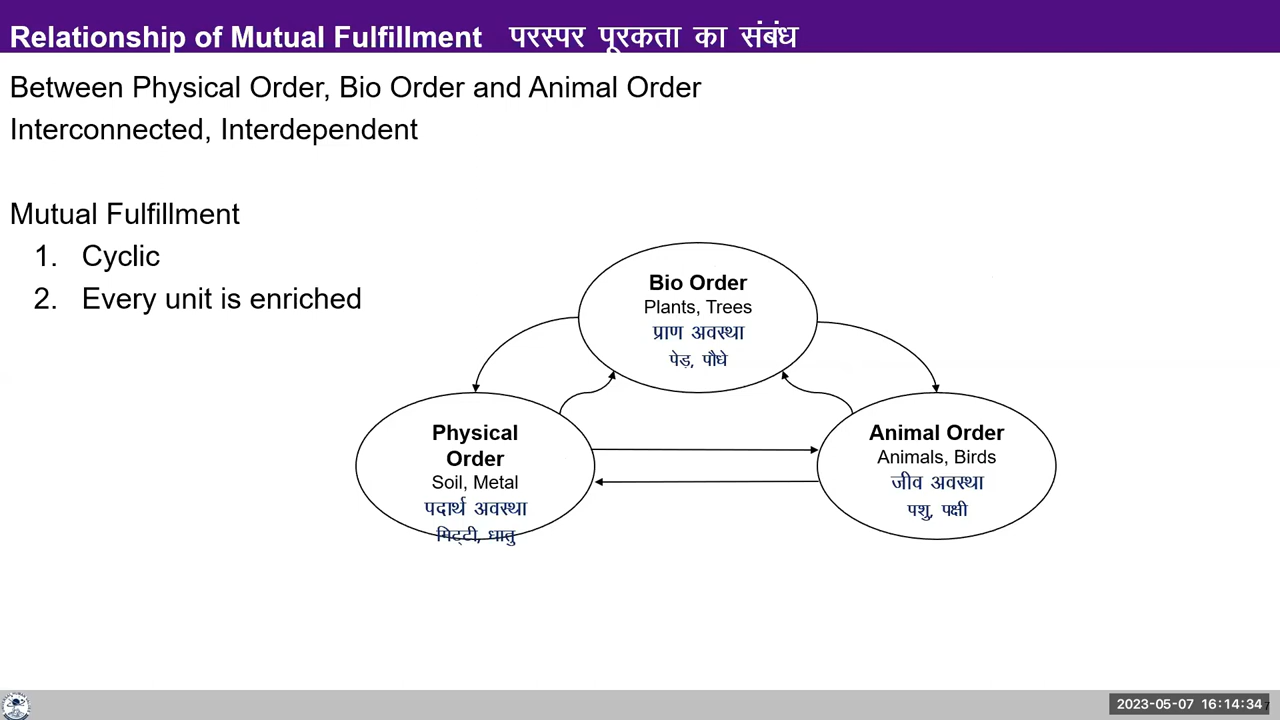 Relationship of Mutual Fulfillment परस्पर पूरकता का संबंध
Between Physical Order, Bio Order and Animal Order
Interconnected, Interdependent
Mutual Fulfillment
1. Cyclic
2. Every unit is enriched
Bio Order
Plants, Trees
प्राण अवस्था
पेड़, पौधे
Physical
Order
Soil, Metal
पदार्थ अवस्था
मिट्टी, धातु
Animal Order
Animals, Birds
जीव अवस्था
पशु, पक्षी
2023-05-07 16:14:34
7